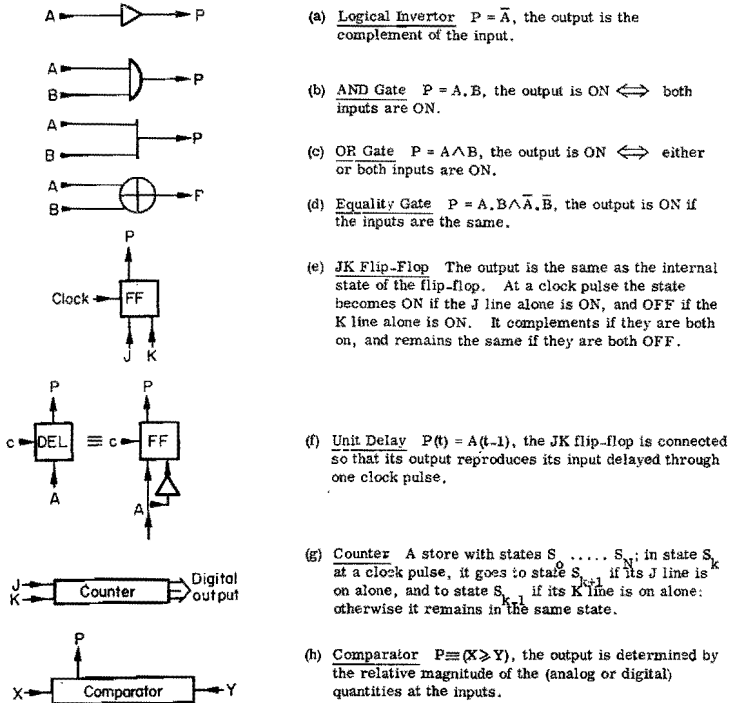 A P
(a) Logical Invertor P = A̅, the output is the
complement of the input.
A
B P
(b) AND Gate P = A.B, the output is ON ⟺ both
inputs are ON.
A
B P
(c) OR Gate P = A∧B, the output is ON ⟺ either
or both inputs are ON.
A
B P
(d) Equality Gate P = A.B∧A̅.B̅, the output is ON if
the inputs are the same.
P
Clock FF
J K
(e) JK Flip-Flop The output is the same as the internal
state of the flip-flop. At a clock pulse the state
becomes ON if the J line alone is ON, and OFF if the
K line alone is ON. It complements if they are both
on, and remains the same if they are both OFF.
P P
c DEL ≡ c FF
A A
(f) Unit Delay P(t) = A(t-1), the JK flip-flop is connected
so that its output reproduces its input delayed through
one clock pulse.
J
K Counter Digital
output
(g) Counter A store with states S₀ ..... S_N; in state S_k
at a clock pulse, it goes to state S_k+1 if its J line is
on alone, and to state S_k-1 if its K line is on alone:
otherwise it remains in the same state.
P
X Comparator Y
(h) Comparator P≡(X⩾Y), the output is determined by
the relative magnitude of the (analog or digital)
quantities at the inputs.